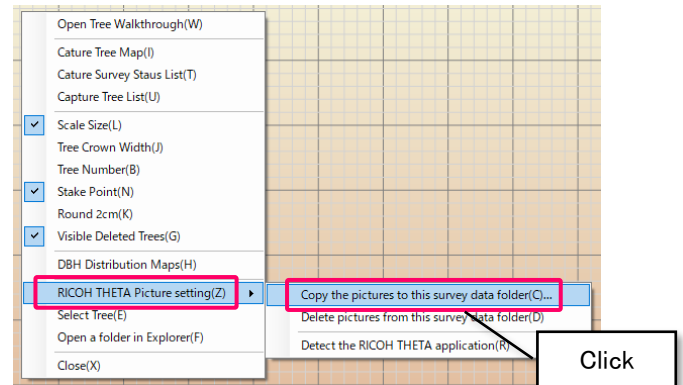 Open Tree Walkthrough(W)
Cature Tree Map(I)
Cature Survey Staus List(T)
Capture Tree List(U)
Scale Size(L)
Tree Crown Width(J)
Tree Number(B)
Stake Point(N)
Round 2cm(K)
Visible Deleted Trees(G)
DBH Distribution Maps(H)
RICOH THETA Picture setting(Z)
Select Tree(E)
Open a folder in Explorer(F)
Close(X)
Copy the pictures to this survey data folder(C)...
Delete pictures from this survey data folder(D)
Detect the RICOH THETA application(R)
Click